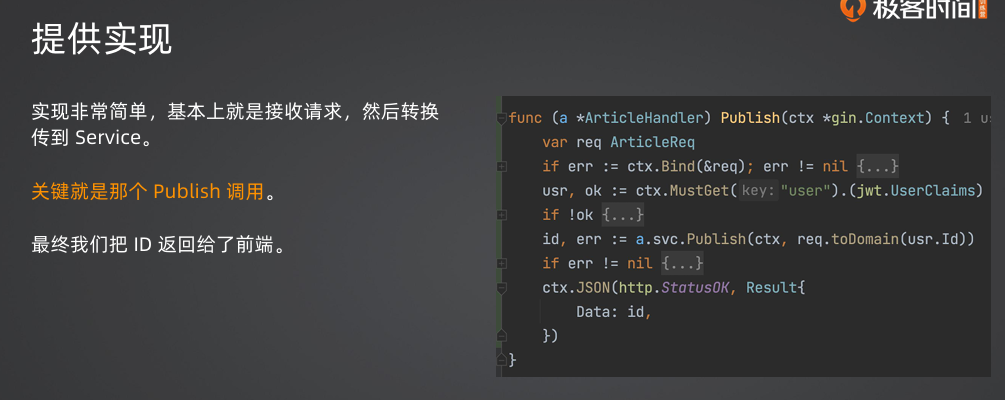 极客时间
提供实现
实现非常简单，基本上就是接收请求，然后转换
传到 Service。
关键就是那个 Publish 调用。
最终我们把 ID 返回给了前端。
func (a *ArticleHandler) Publish(ctx *gin.Context) { 1 us
var req ArticleReq
if err := ctx.Bind(&req); err != nil {...}
usr, ok := ctx.MustGet( key: "user").(jwt.UserClaims)
if !ok {...}
id, err := a.svc.Publish(ctx, req.toDomain(usr.Id))
if err != nil {...}
ctx.JSON(http.StatusOK, Result{
Data: id,
})
}